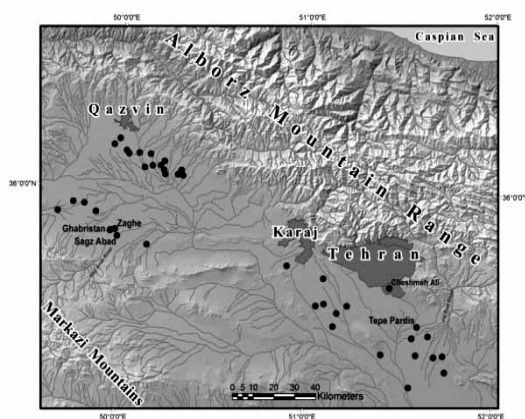 50°0'0"E
51°0'0"E
52°0'0"E
Caspian Sea
Alborz Mountain Range
Qazvin
36°0'0"N
36°0'0"N
Zaghe
Ghabristan
Sagz Abad
Karaj
Tehran
Cheshmeh Ali
Tepe Pardis
Markazi Mountains
0 5 10 20 30 40
Kilometers
50°0'0"E
51°0'0"E
52°0'0"E